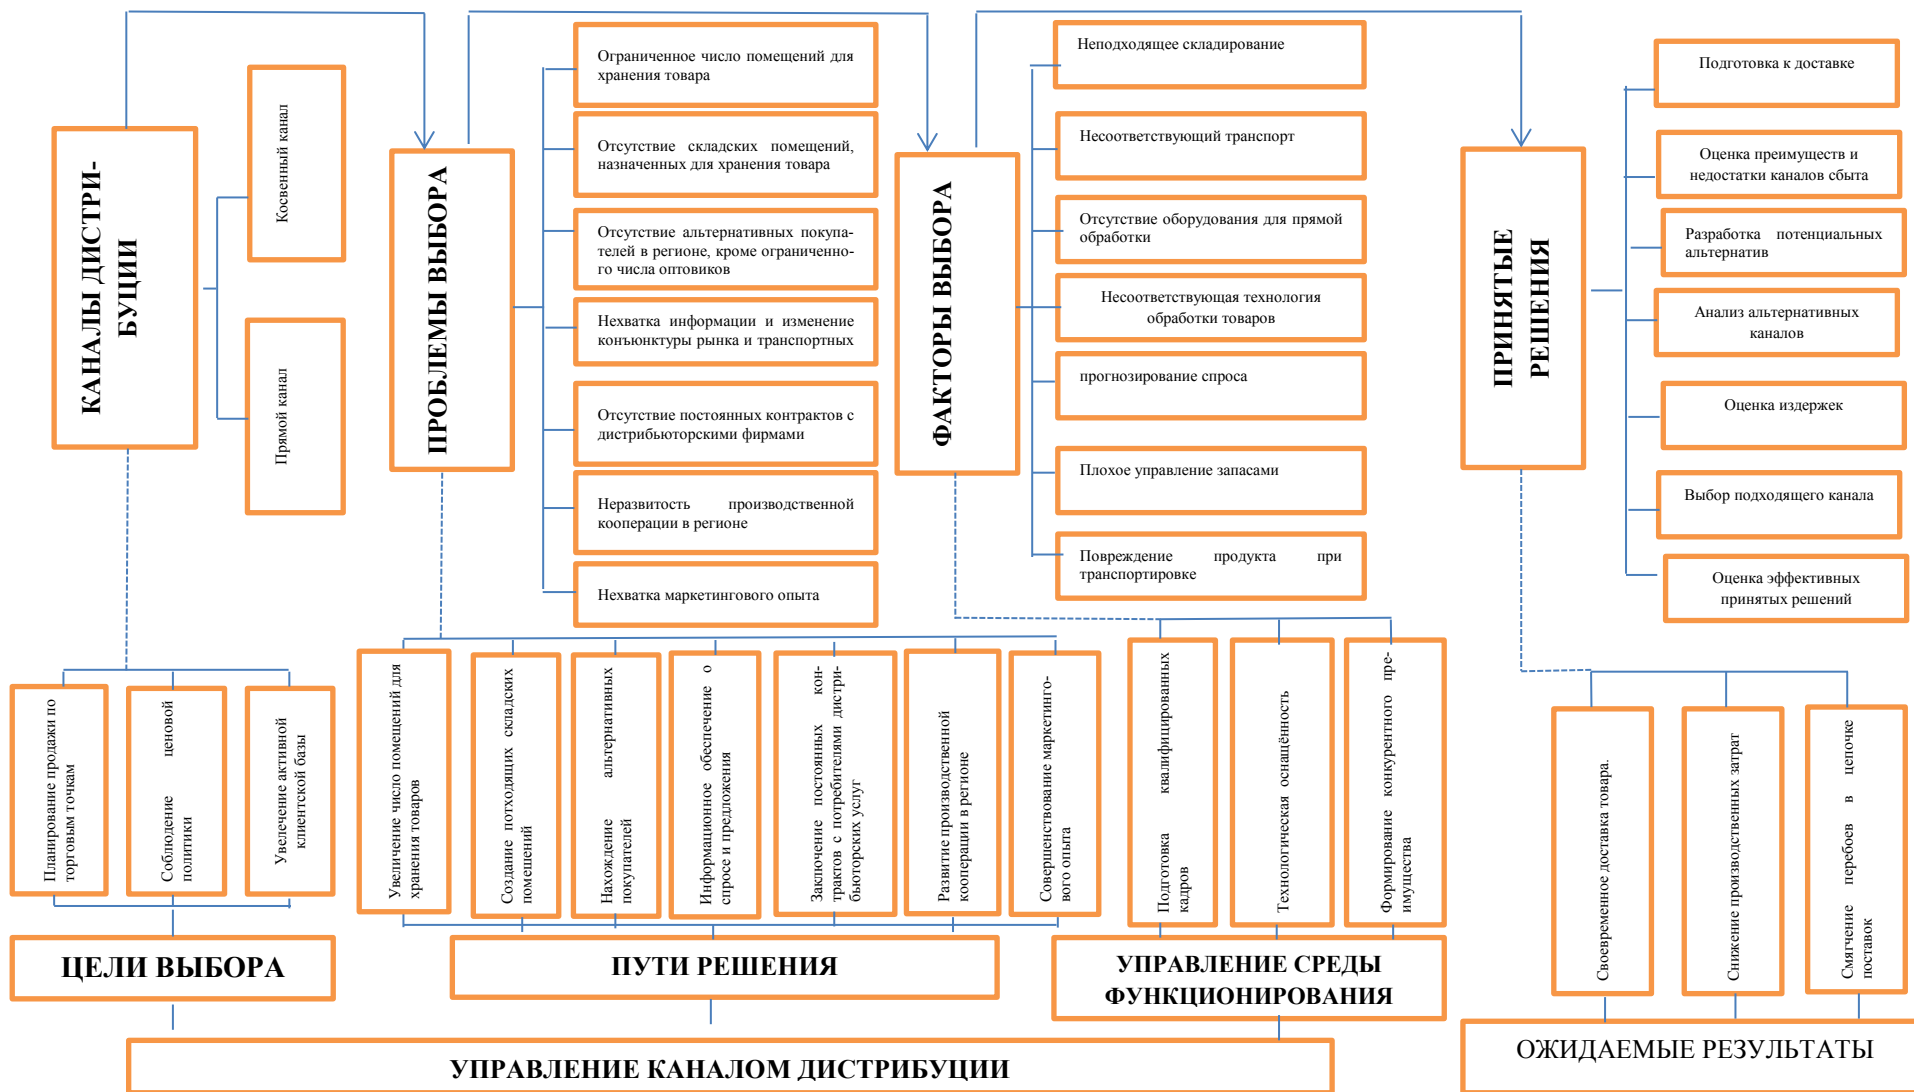 КАНАЛЫ ДИСТРИ-
БУЦИИ
Косвенный канал
Прямой канал
ПРОБЛЕМЫ ВЫБОРА
Ограниченное число помещений для
хранения товара
Отсутствие складских помещений,
назначенных для хранения товара
Отсутствие альтернативных покупа-
телей в регионе, кроме ограниченно-
го числа оптовиков
Нехватка информации и изменение
конъюнктуры рынка и транспортных
Отсутствие постоянных контрактов с
дистрибьюторскими фирмами
Неразвитость производственной
кооперации в регионе
Нехватка маркетингового опыта
ФАКТОРЫ ВЫБОРА
Неподходящее складирование
Несоответствующий транспорт
Отсутствие оборудования для прямой
обработки
Несоответствующая технология
обработки товаров
прогнозирование спроса
Плохое управление запасами
Повреждение продукта при
транспортировке
ПРИНЯТЫЕ
РЕШЕНИЯ
Подготовка к доставке
Оценка преимуществ и
недостатки каналов сбыта
Разработка потенциальных
альтернатив
Анализ альтернативных
каналов
Оценка издержек
Выбор подходящего канала
Оценка эффективных
принятых решений
Планирование продажи по
торговым точкам
Соблюдение ценовой
политики
Увелечение активной
клиентской базы
ЦЕЛИ ВЫБОРА
Увеличение число помещений для
хранения товаров
Создание потходящих складских
помешений
Нахождение альтернативных
покупателей
Информационное обеспечение о
спросе и предложения
Заключение постоянных кон-
трактов с потребителями дистри-
бьюторских услуг
Развитие производственной
кооперации в регионе
Совершенствование маркетинго-
вого опыта
ПУТИ РЕШЕНИЯ
Подготовка квалифицированных
кадров
Технологическая оснащённость
Формирование конкурентного пре-
имущества
УПРАВЛЕНИЕ СРЕДЫ
ФУНКЦИОНИРОВАНИЯ
Своевременное доставка товара.
Снижение производственных затрат
Смягчение перебоев в цепочке
поставок
УПРАВЛЕНИЕ КАНАЛОМ ДИСТРИБУЦИИ
ОЖИДАЕМЫЕ РЕЗУЛЬТАТЫ